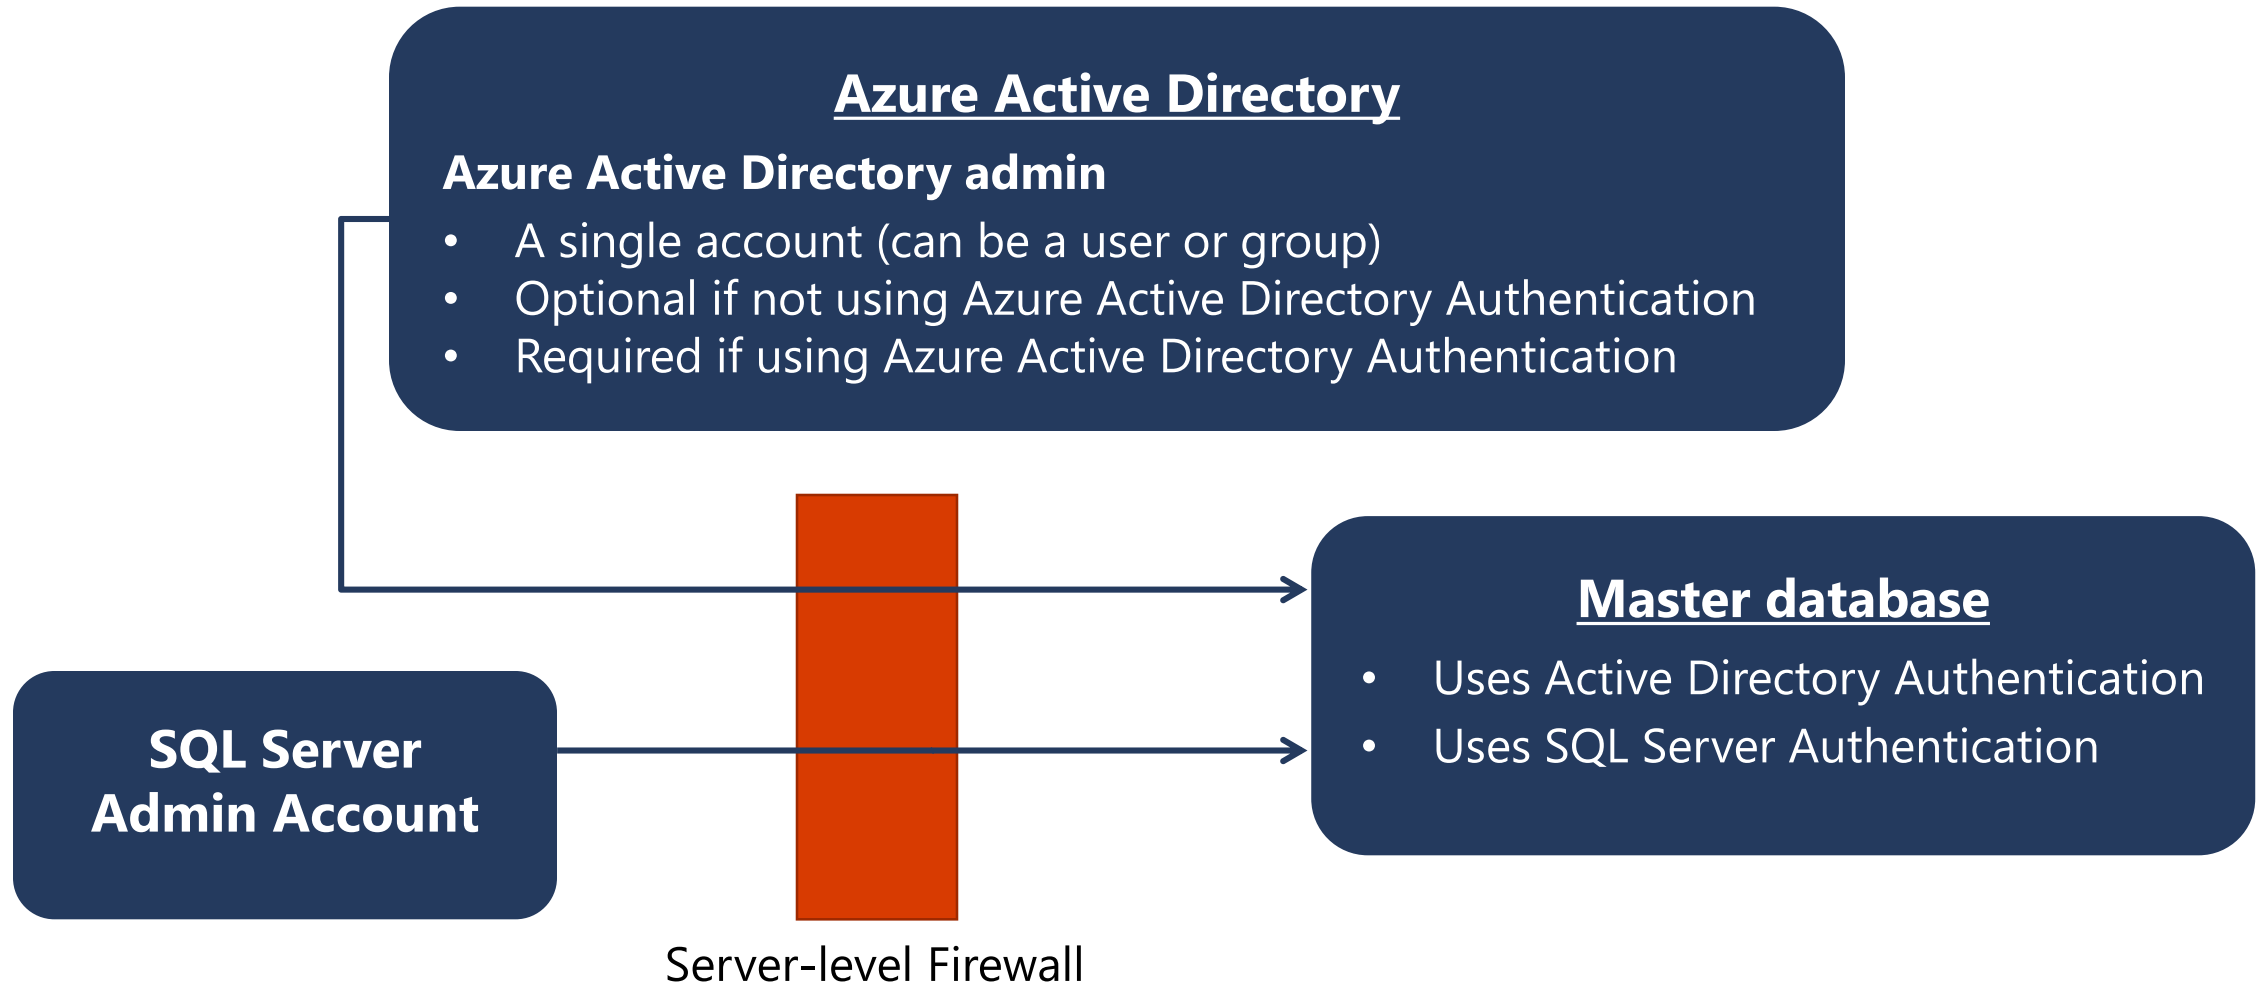 Azure Active Directory
Azure Active Directory admin
• A single account (can be a user or group)
• Optional if not using Azure Active Directory Authentication
• Required if using Azure Active Directory Authentication
Master database
• Uses Active Directory Authentication
• Uses SQL Server Authentication
SQL Server
Admin Account
Server-level Firewall